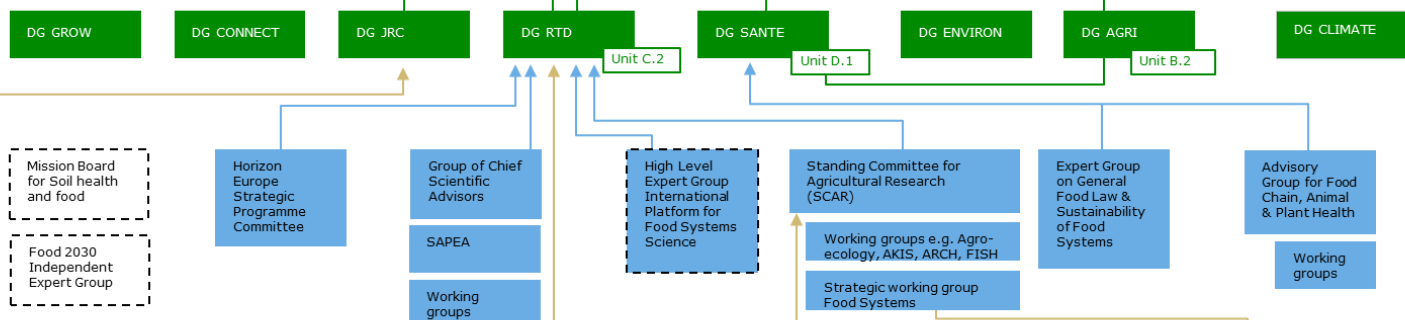 DG GROW
DG CONNECT
DG JRC
DG RTD
DG SANTE
DG ENVIRON
DG AGRI
DG CLIMATE
Unit C.2
Unit D.1
Unit B.2
Mission Board
for Soil health
and food
Food 2030
Independent
Expert Group
Horizon
Europe
Strategic
Programme
Committee
Group of Chief
Scientific
Advisors
SAPEA
Working
groups
High Level
Expert Group
International
Platform for
Food Systems
Science
Standing Committee for
Agricultural Research
(SCAR)
Working groups e.g. Agro-
ecology, AKIS, ARCH, FISH
Strategic working group
Food Systems
Expert Group
on General
Food Law &
Sustainability
of Food
Systems
Advisory
Group for Food
Chain, Animal
& Plant Health
Working
groups